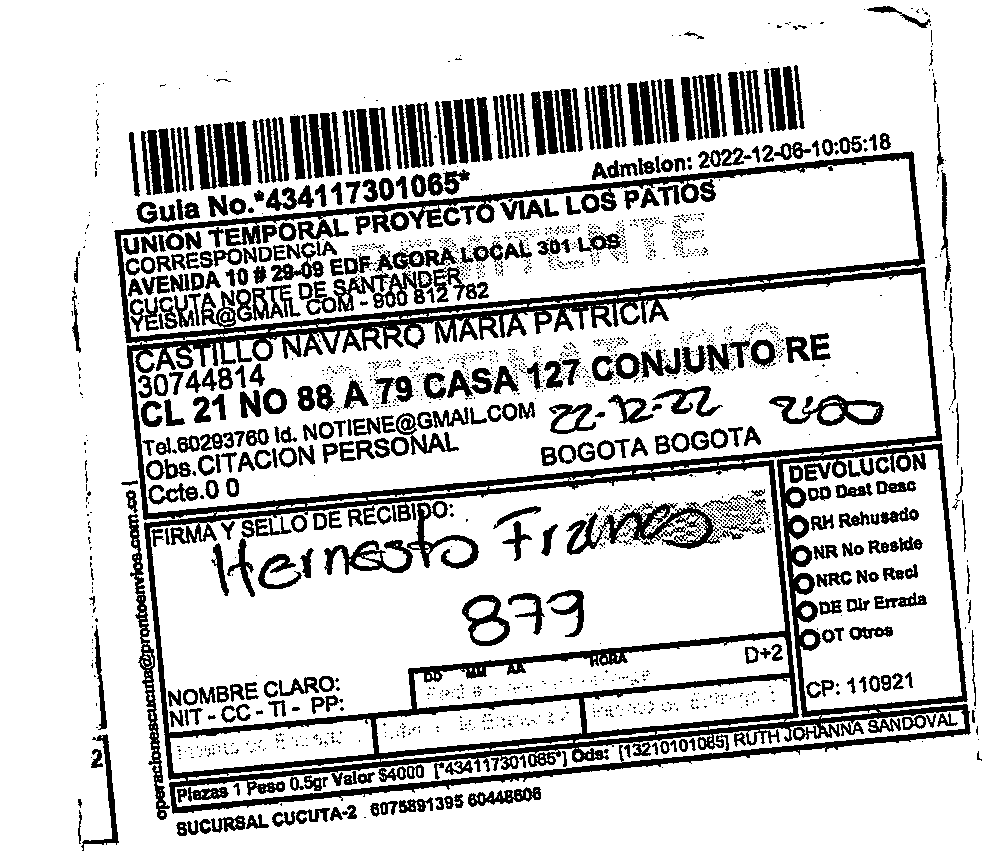 Guia No.*434117301065*
Admision: 2022-12-06-10:05:18
UNION TEMPORAL PROYECTO VIAL LOS PATIOS
CORRESPONDENCIA
REMITENTE
AVENIDA 10 # 29-09 EDF AGORA LOCAL 301 LOS
CUCUTA NORTE DE SANTANDER
YEISMIR@GMAIL COM - 900 812 782
CASTILLO NAVARRO MARIA PATRICIA
30744814
DESTINATARIO
CL 21 NO 88 A 79 CASA 127 CONJUNTO RE
Tel.60293760 Id. NOTIENE@GMAIL.COM
22-12-22 2:00
Obs.CITACION PERSONAL
BOGOTA BOGOTA
Ccte.0 0
FIRMA Y SELLO DE RECIBIDO:
Hernesto Franco
879
DEVOLUCION
DD Dest Desc
RH Rehusado
NR No Reside
NRC No Recl
DE Dir Errada
OT Otros
CP: 110921
NOMBRE CLARO:
NIT - CC - TI - PP:
DD MM AA HORA
D+2
Piezas 1 Peso 0.5gr Valor $4000 [*434117301065*] Ods: [13210101065] RUTH JOHANNA SANDOVAL
SUCURSAL CUCUTA-2 6075891395 60448606
operacionescucuta@prontoenvios.com.co
2